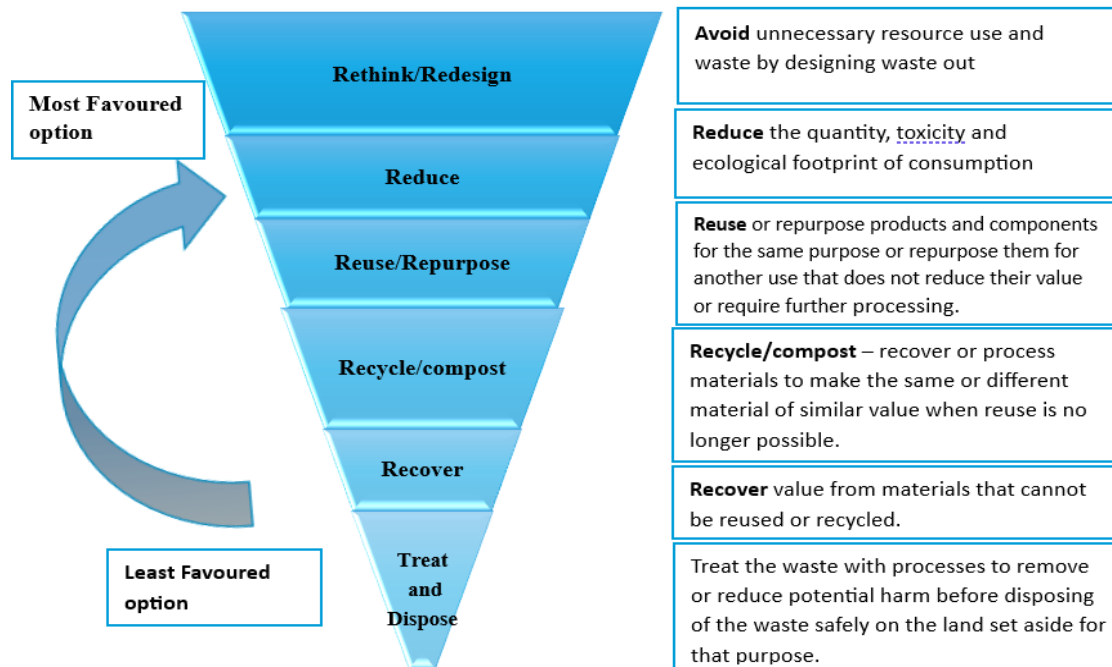 Rethink/Redesign
Reduce
Reuse/Repurpose
Recycle/compost
Recover
Treat
and
Dispose
Most Favoured
option
Least Favoured
option
Avoid unnecessary resource use and
waste by designing waste out
Reduce the quantity, toxicity and
ecological footprint of consumption
Reuse or repurpose products and components
for the same purpose or repurpose them for
another use that does not reduce their value
or require further processing.
Recycle/compost – recover or process
materials to make the same or different
material of similar value when reuse is no
longer possible.
Recover value from materials that cannot
be reused or recycled.
Treat the waste with processes to remove
or reduce potential harm before disposing
of the waste safely on the land set aside for
that purpose.